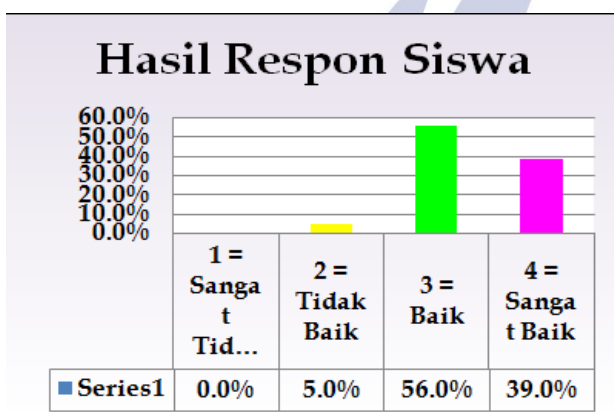 Hasil Respon Siswa
60.0%
50.0%
40.0%
30.0%
20.0%
10.0%
0.0%
1 =
Sanga
t
Tid...
2 =
Tidak
Baik
3 =
Baik
4 =
Sanga
t Baik
Series1 0.0% 5.0% 56.0% 39.0%